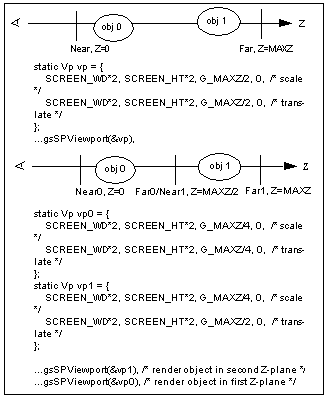 obj 0
obj 1
Z
Near, Z=0
Far, Z=MAXZ
static Vp vp = {
SCREEN_WD*2, SCREEN_HT*2, G_MAXZ/2, 0, /* scale
*/
SCREEN_WD*2, SCREEN_HT*2, G_MAXZ/2, 0, /* trans-
late */
};
...gsSPViewport(&vp),
obj 0
obj 1
Z
Near0, Z=0
Far0/Near1, Z=MAXZ/2
Far1, Z=MAXZ
static Vp vp0 = {
SCREEN_WD*2, SCREEN_HT*2, G_MAXZ/4, 0, /* scale
*/
SCREEN_WD*2, SCREEN_HT*2, G_MAXZ/4, 0, /* trans-
late */
};
static Vp vp1 = {
SCREEN_WD*2, SCREEN_HT*2, G_MAXZ/4, 0, /* scale
*/
SCREEN_WD*2, SCREEN_HT*2, G_MAXZ/2, 0, /* trans-
late */
};
...gsSPViewport(&vp1), /* render object in second Z-plane */
...gsSPViewport(&vp0), /* render object in first Z-plane */